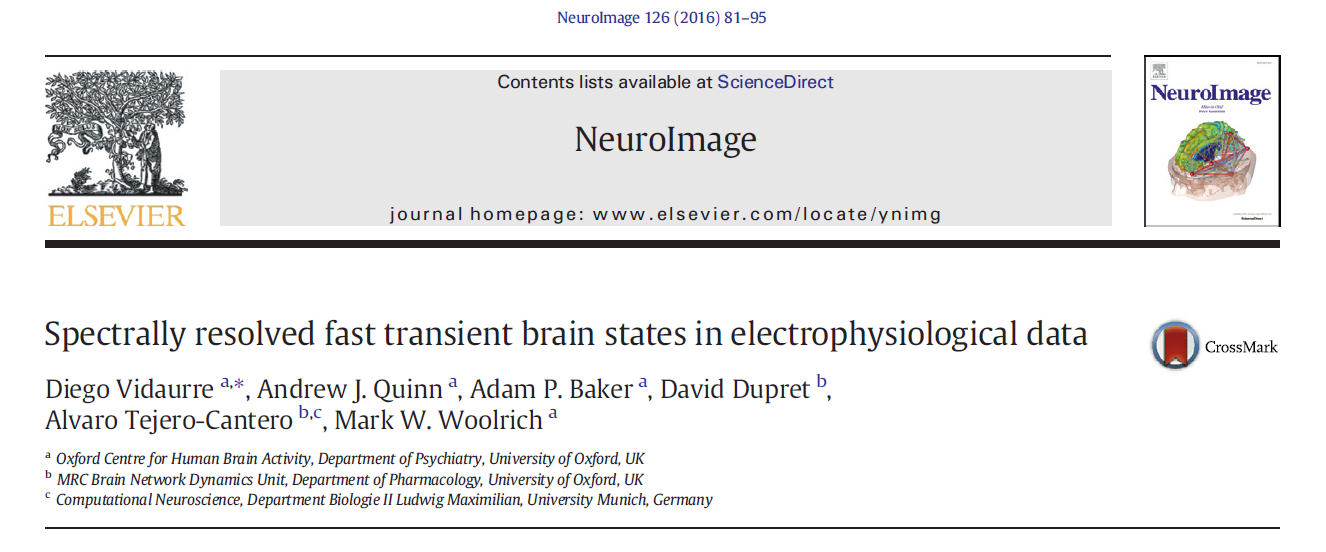 NeuroImage 126 (2016) 81–95
Contents lists available at ScienceDirect
NeuroImage
journal homepage: www.elsevier.com/locate/ynimg
ELSEVIER
NeuroImage
ScienceDirect
Spectrally resolved fast transient brain states in electrophysiological data
CrossMark
Diego Vidaurre a,*, Andrew J. Quinn a, Adam P. Baker a, David Dupret b,
Alvaro Tejero-Cantero b,c, Mark W. Woolrich a
a Oxford Centre for Human Brain Activity, Department of Psychiatry, University of Oxford, UK
b MRC Brain Network Dynamics Unit, Department of Pharmacology, University of Oxford, UK
c Computational Neuroscience, Department Biologie II Ludwig Maximilian, University Munich, Germany